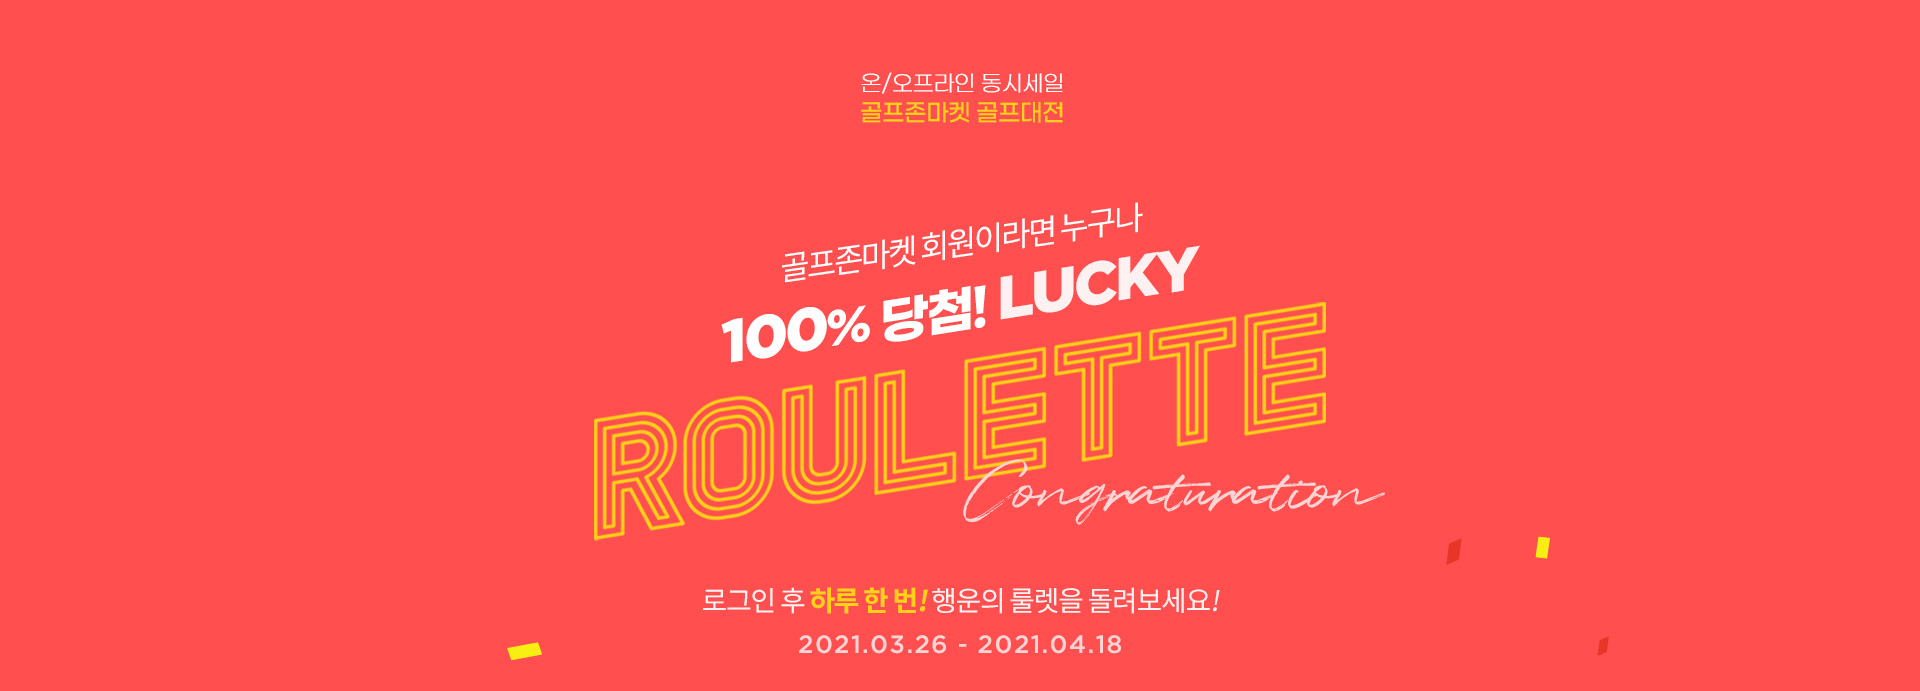 온/오프라인 동시세일
골프존마켓 골프대전
골프존마켓 회원이라면 누구나
100% 당첨! LUCKY
ROULETTE
Congraturation
로그인 후 하루 한 번! 행운의 룰렛을 돌려보세요!
2021.03.26 - 2021.04.18